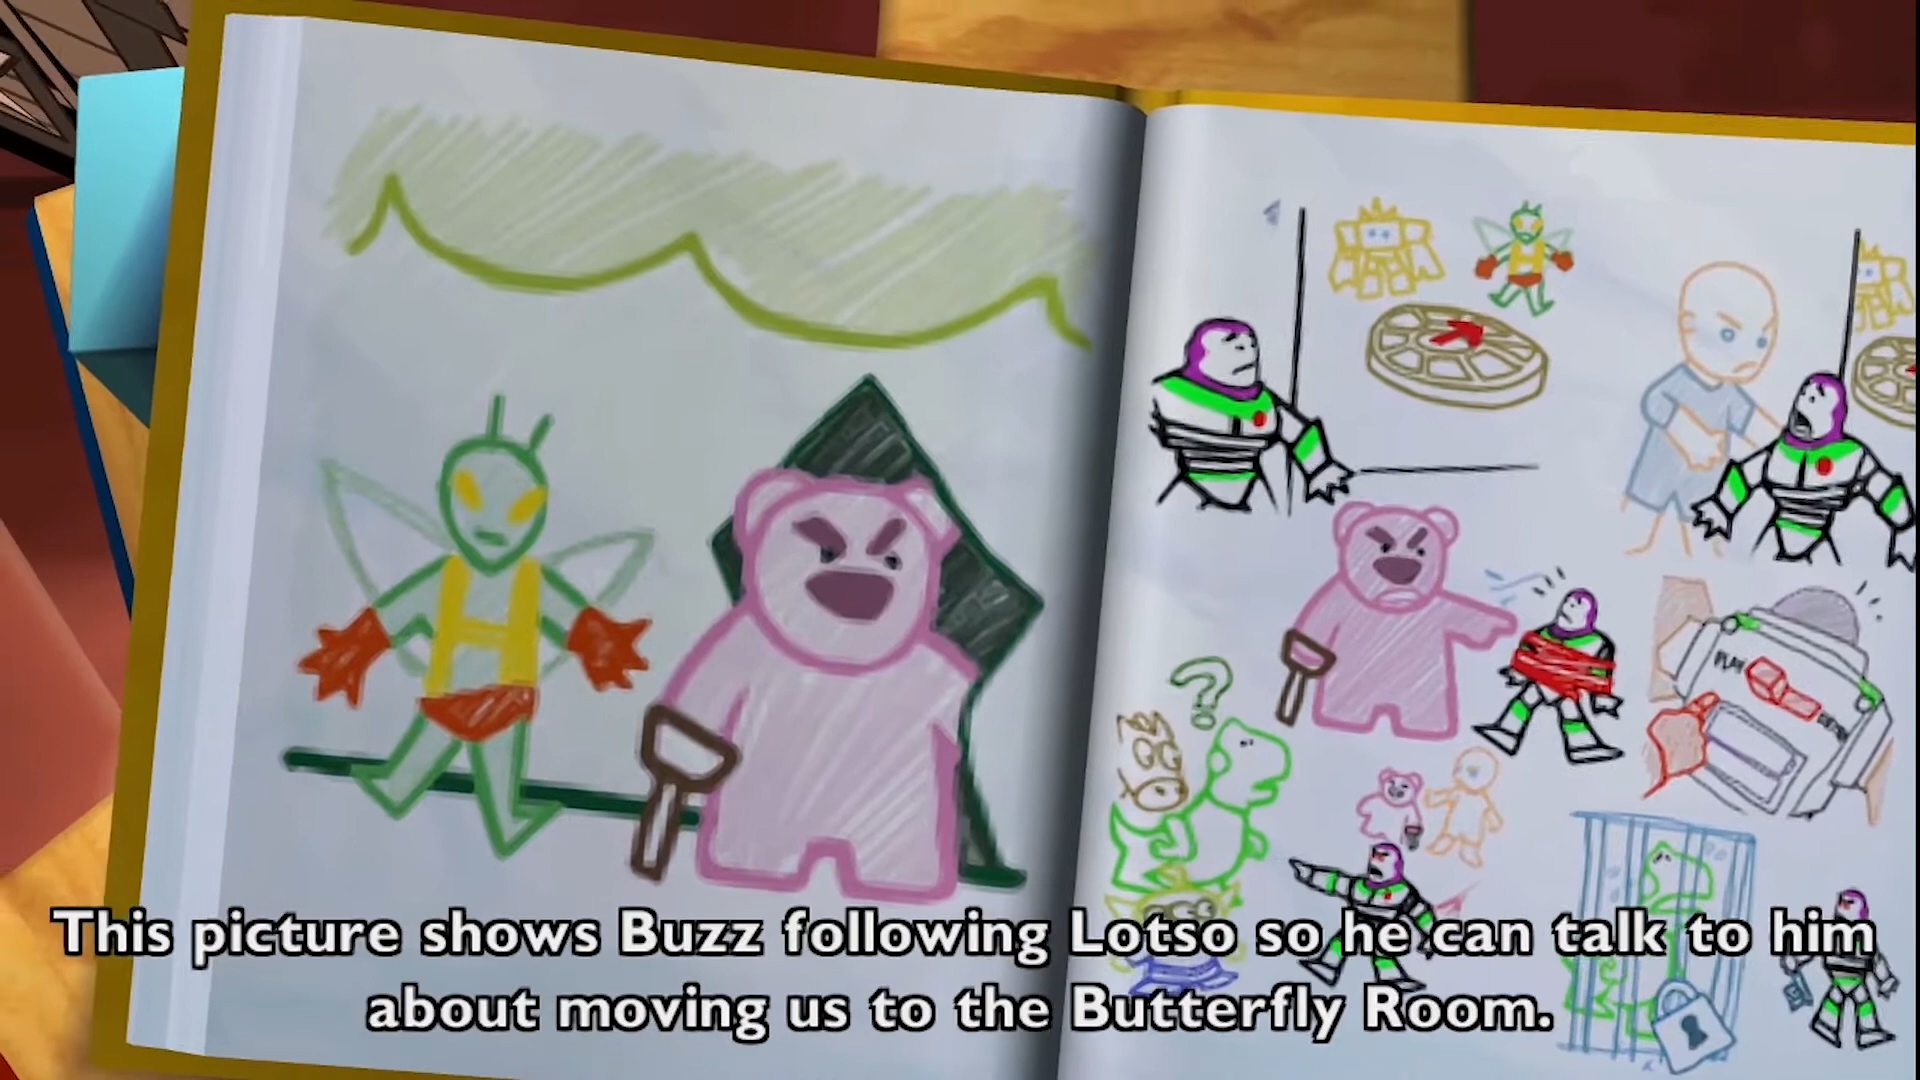 PLAY
This picture shows Buzz following Lotso so he can talk to him
about moving us to the Butterfly Room.